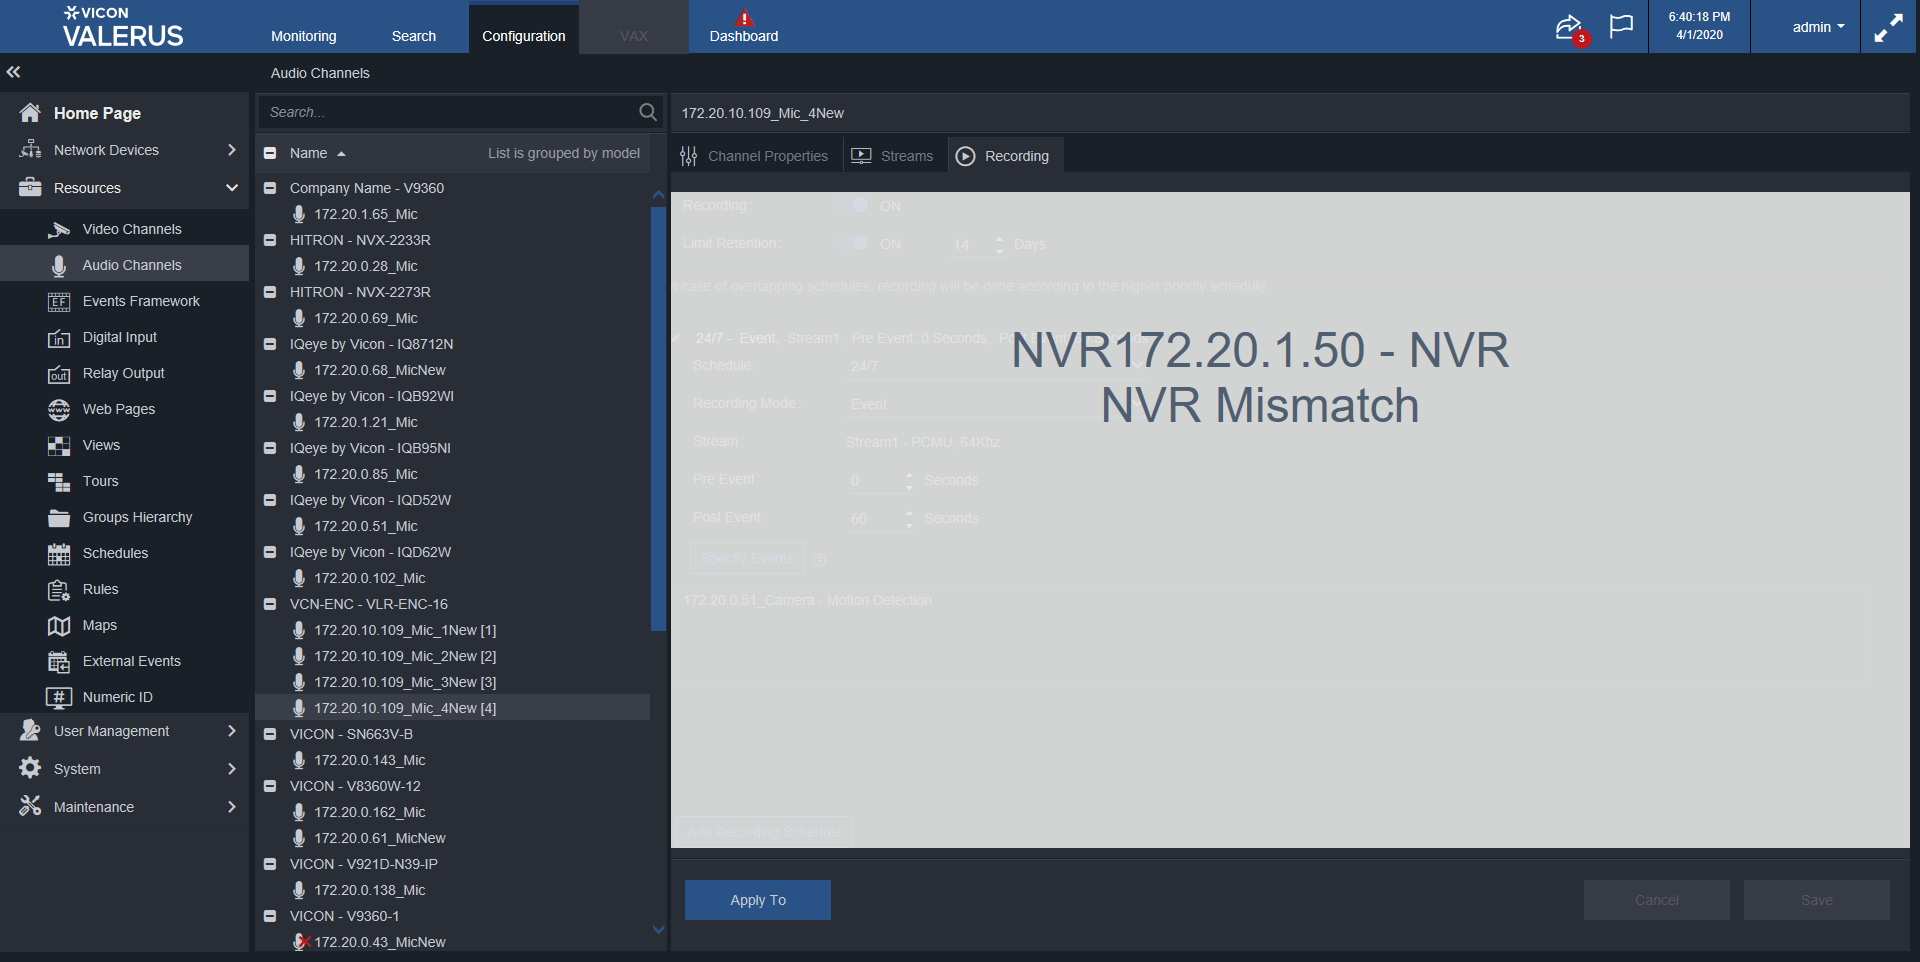 VICON
VALERUS
Monitoring
Search
Configuration
VAX
Dashboard
3
6:40:18 PM
4/1/2020
admin
Audio Channels
Home Page
Network Devices
Resources
Video Channels
Audio Channels
EF
Events Framework
in
Digital Input
out
Relay Output
www
Web Pages
Views
Tours
Groups Hierarchy
Schedules
Rules
Maps
External Events
#
Numeric ID
User Management
System
Maintenance
Search...
Name
List is grouped by model
Company Name - V9360
172.20.1.65_Mic
HITRON - NVX-2233R
172.20.0.28_Mic
HITRON - NVX-2273R
172.20.0.69_Mic
IQeye by Vicon - IQ8712N
172.20.0.68_MicNew
IQeye by Vicon - IQB92WI
172.20.1.21_Mic
IQeye by Vicon - IQB95NI
172.20.0.85_Mic
IQeye by Vicon - IQD52W
172.20.0.51_Mic
IQeye by Vicon - IQD62W
172.20.0.102_Mic
VCN-ENC - VLR-ENC-16
172.20.10.109_Mic_1New [1]
172.20.10.109_Mic_2New [2]
172.20.10.109_Mic_3New [3]
172.20.10.109_Mic_4New [4]
VICON - SN663V-B
172.20.0.143_Mic
VICON - V8360W-12
172.20.0.162_Mic
172.20.0.61_MicNew
VICON - V921D-N39-IP
172.20.0.138_Mic
VICON - V9360-1
172.20.0.43_MicNew
172.20.10.109_Mic_4New
Channel Properties
Streams
Recording
Recording: ON
Limit Retention: ON 14 Days
n case of overlapping schedules, recording will be done according to the higher priority schedule.
24/7 - Event, Stream1, Pre Event: 0 Seconds,
NVR172.20.1.50 - NVR
NVR Mismatch
Schedule: 24/7
Recording Mode: Event
Stream: Stream1 - PCMU, 64Khz
Pre Event: 0 Seconds
Post Event: 60 Seconds
Specify Events
172.20.0.51_Camera - Motion Detection
Add Recording Schedule
Apply To
Cancel
Save